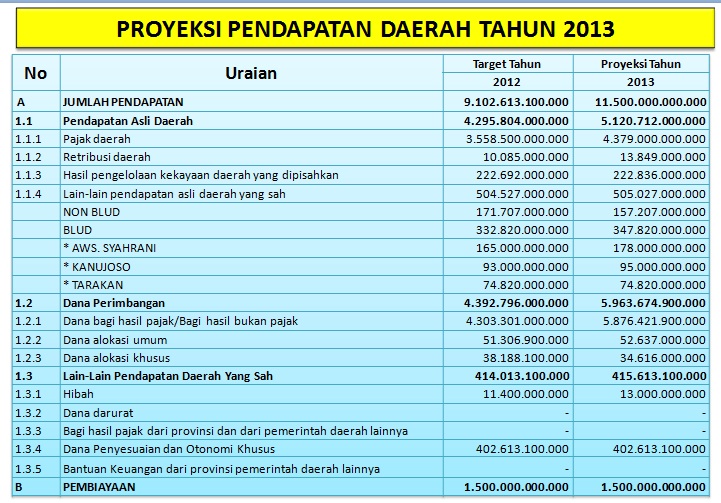 PROYEKSI PENDAPATAN DAERAH TAHUN 2013
No Uraian Target Tahun Proyeksi Tahun
2012 2013
A JUMLAH PENDAPATAN 9.102.613.100.000 11.500.000.000.000
1.1 Pendapatan Asli Daerah 4.295.804.000.000 5.120.712.000.000
1.1.1 Pajak daerah 3.558.500.000.000 4.379.000.000.000
1.1.2 Retribusi daerah 10.085.000.000 13.849.000.000
1.1.3 Hasil pengelolaan kekayaan daerah yang dipisahkan 222.692.000.000 222.836.000.000
1.1.4 Lain-lain pendapatan asli daerah yang sah 504.527.000.000 505.027.000.000
NON BLUD 171.707.000.000 157.207.000.000
BLUD 332.820.000.000 347.820.000.000
* AWS. SYAHRANI 165.000.000.000 178.000.000.000
* KANUJOSO 93.000.000.000 95.000.000.000
* TARAKAN 74.820.000.000 74.820.000.000
1.2 Dana Perimbangan 4.392.796.000.000 5.963.674.900.000
1.2.1 Dana bagi hasil pajak/Bagi hasil bukan pajak 4.303.301.000.000 5.876.421.900.000
1.2.2 Dana alokasi umum 51.306.900.000 52.637.000.000
1.2.3 Dana alokasi khusus 38.188.100.000 34.616.000.000
1.3 Lain-Lain Pendapatan Daerah Yang Sah 414.013.100.000 415.613.100.000
1.3.1 Hibah 11.400.000.000 13.000.000.000
1.3.2 Dana darurat - -
1.3.3 Bagi hasil pajak dari provinsi dan dari pemerintah daerah lainnya - -
1.3.4 Dana Penyesuaian dan Otonomi Khusus 402.613.100.000 402.613.100.000
1.3.5 Bantuan Keuangan dari provinsi pemerintah daerah lainnya - -
B PEMBIAYAAN 1.500.000.000.000 1.500.000.000.000